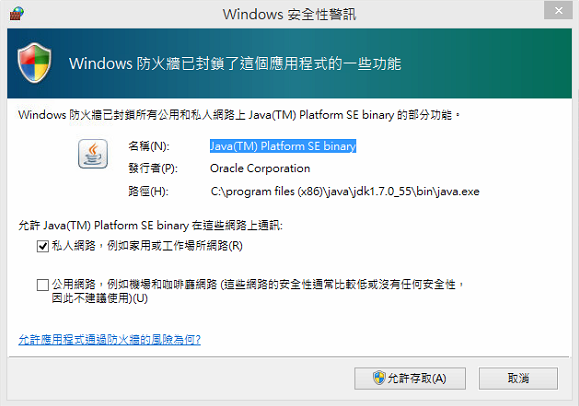 Windows 安全性警訊
Windows 防火牆已封鎖了這個應用程式的一些功能
Windows 防火牆已封鎖所有公用和私人網路上 Java(TM) Platform SE binary 的部分功能。
名稱(N): Java(TM) Platform SE binary
發行者(P): Oracle Corporation
路徑(H): C:\program files (x86)\java\jdk1.7.0_55\bin\java.exe
允許 Java(TM) Platform SE binary 在這些網路上通訊:
私人網路，例如家用或工作場所網路(R)
公用網路，例如機場和咖啡廳網路 (這些網路的安全性通常比較低或沒有任何安全性，
因此不建議使用)(U)
允許應用程式通過防火牆的風險為何?
允許存取(A) 取消